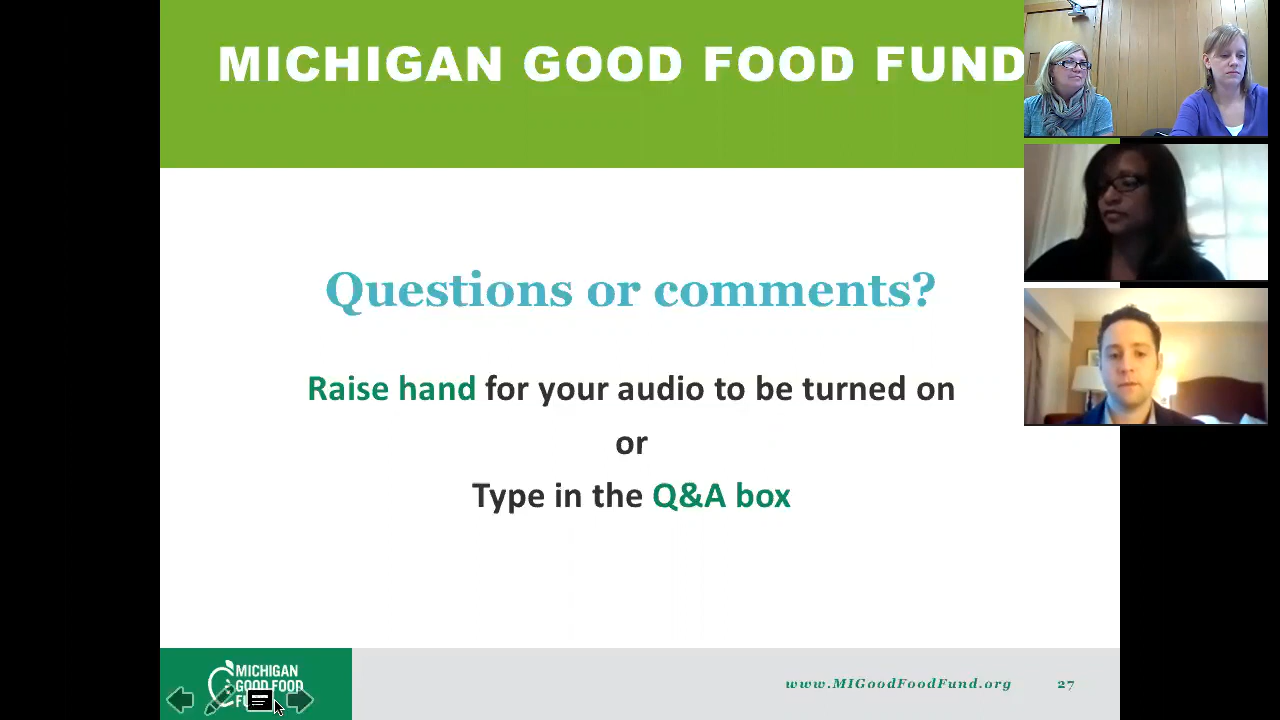 MICHIGAN GOOD FOOD FUND
Questions or comments?
Raise hand for your audio to be turned on
or
Type in the Q&A box
MICHIGAN
GOOD FOOD
www.MIGoodFoodFund.org 27